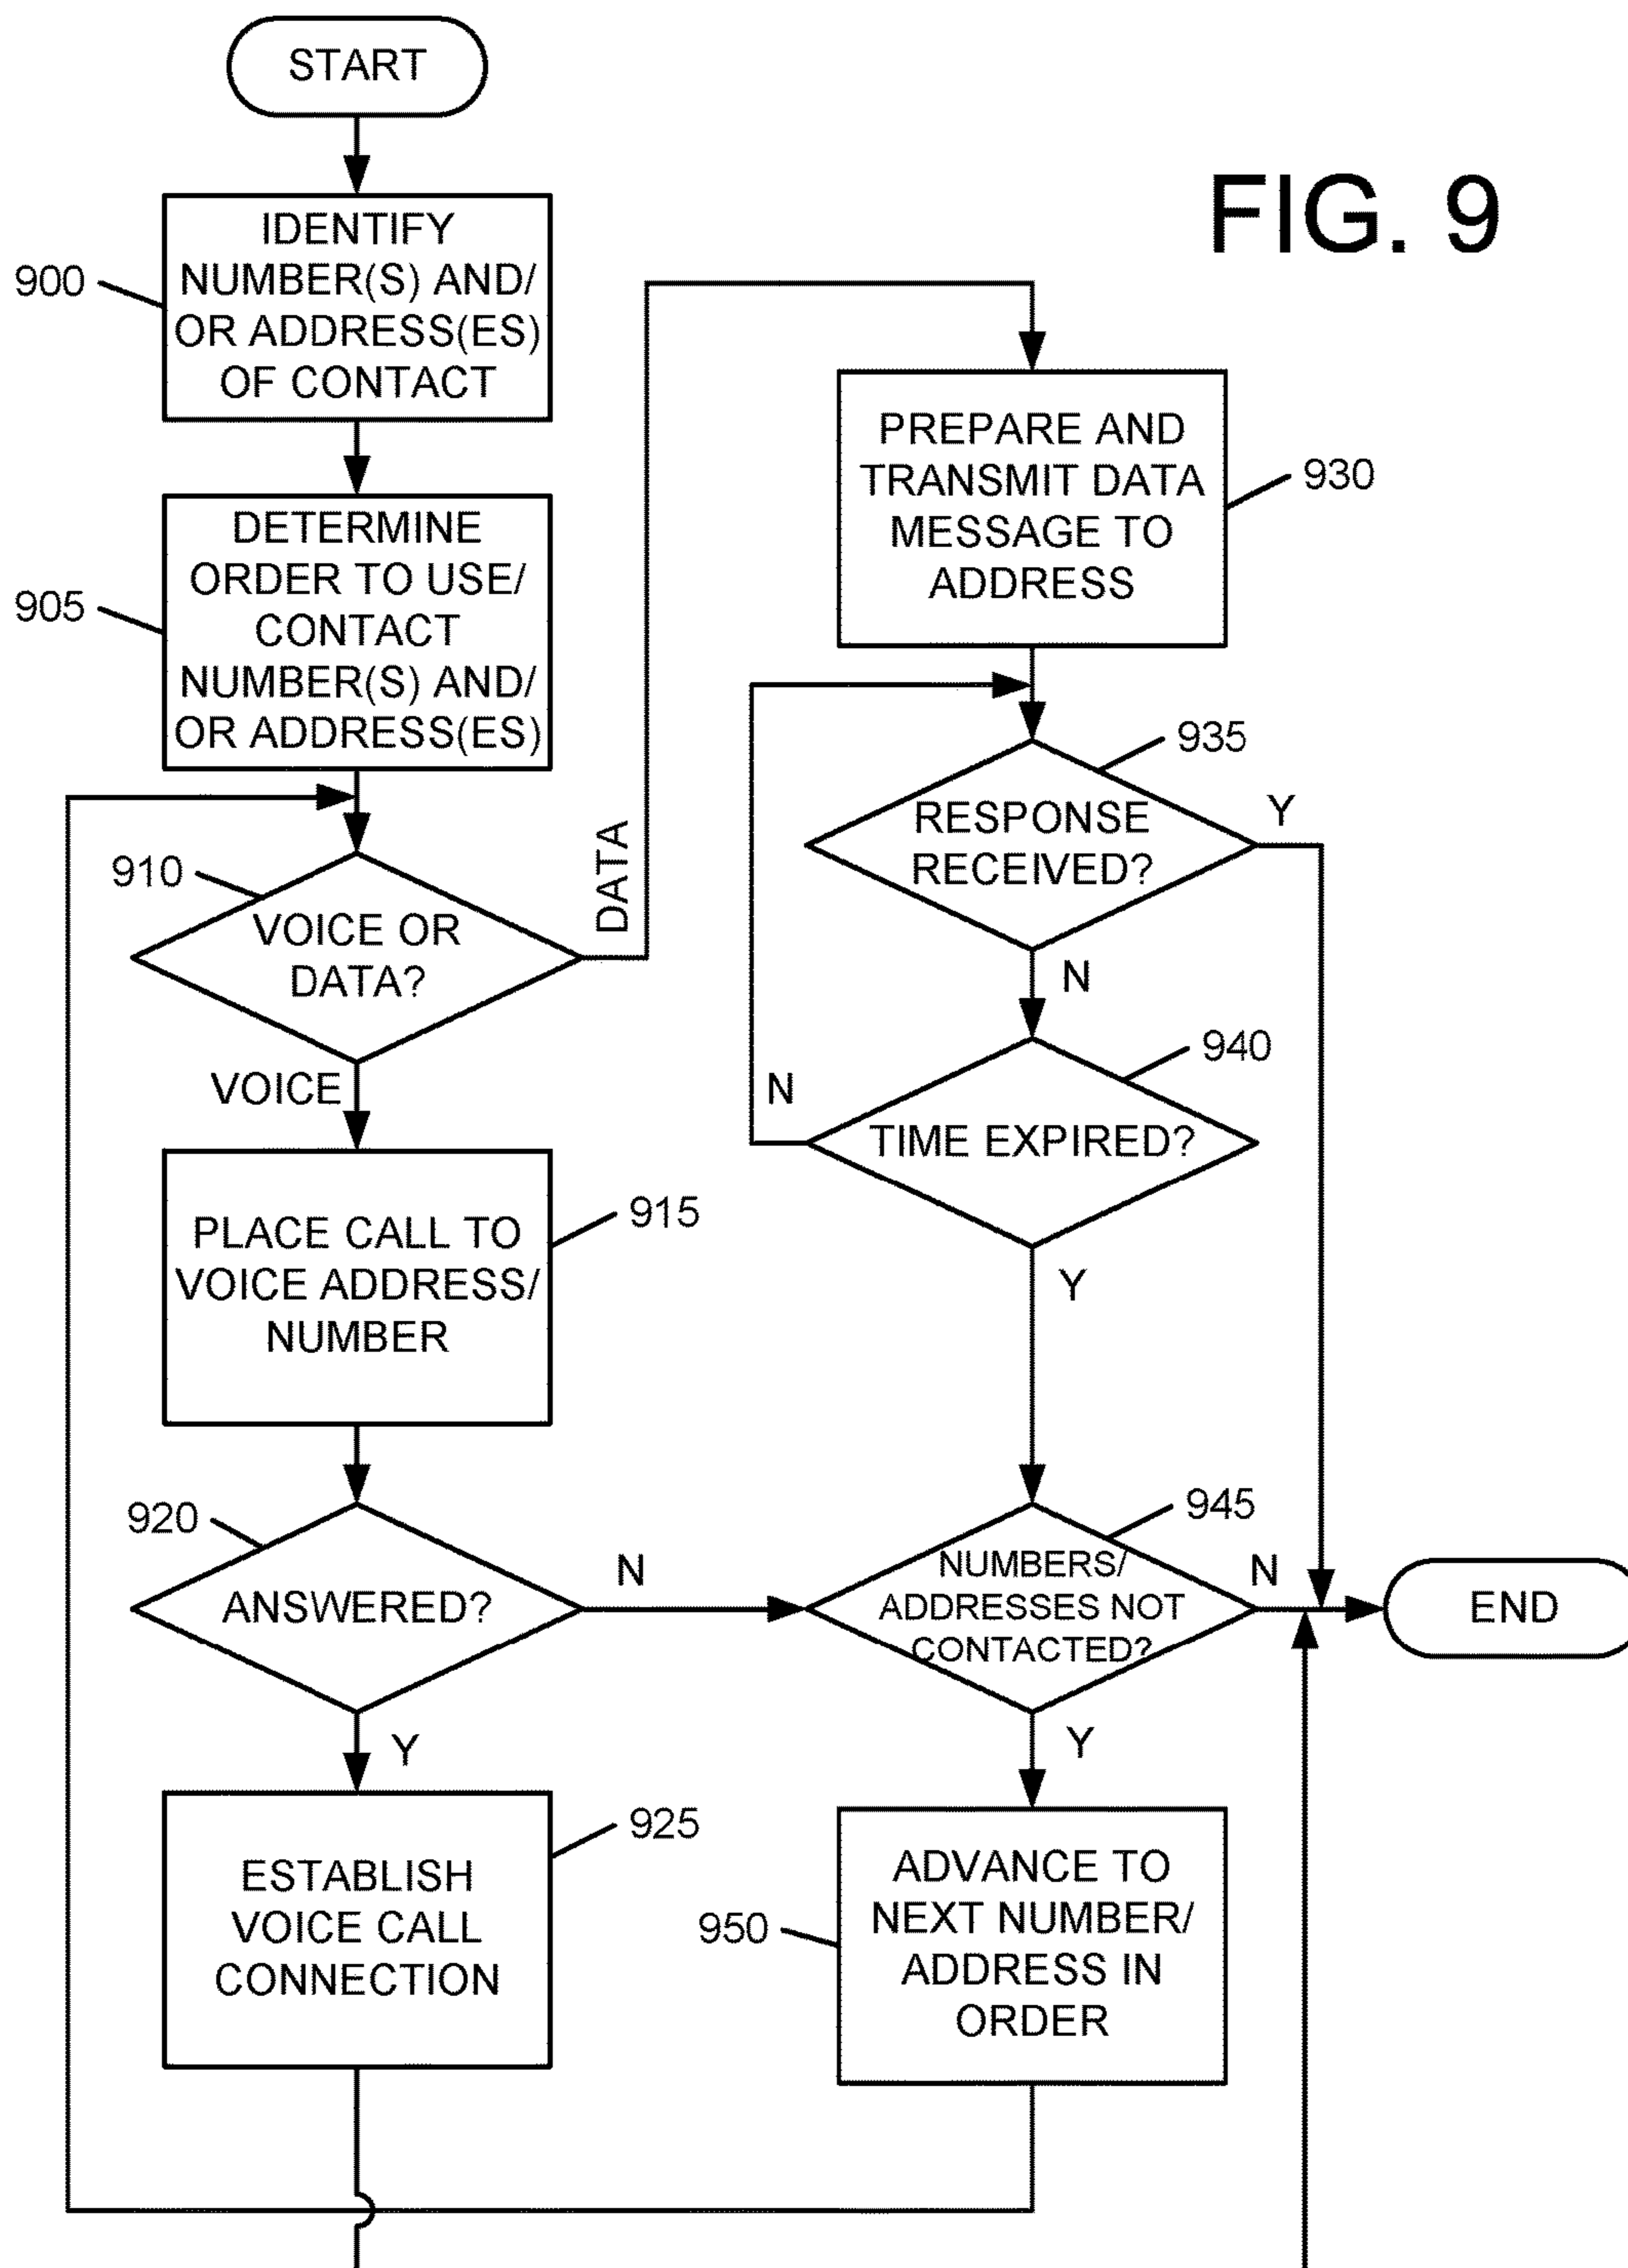 START
FIG. 9
900
IDENTIFY
NUMBER(S) AND/
OR ADDRESS(ES)
OF CONTACT
905
DETERMINE
ORDER TO USE/
CONTACT
NUMBER(S) AND/
OR ADDRESS(ES)
910
VOICE OR
DATA?
DATA
VOICE
PLACE CALL TO
VOICE ADDRESS/
NUMBER
915
920
ANSWERED?
N
Y
ESTABLISH
VOICE CALL
CONNECTION
925
PREPARE AND
TRANSMIT DATA
MESSAGE TO
ADDRESS
930
935
RESPONSE
RECEIVED?
Y
N
940
TIME EXPIRED?
N
Y
945
NUMBERS/
ADDRESSES NOT
CONTACTED?
N
END
Y
950
ADVANCE TO
NEXT NUMBER/
ADDRESS IN
ORDER